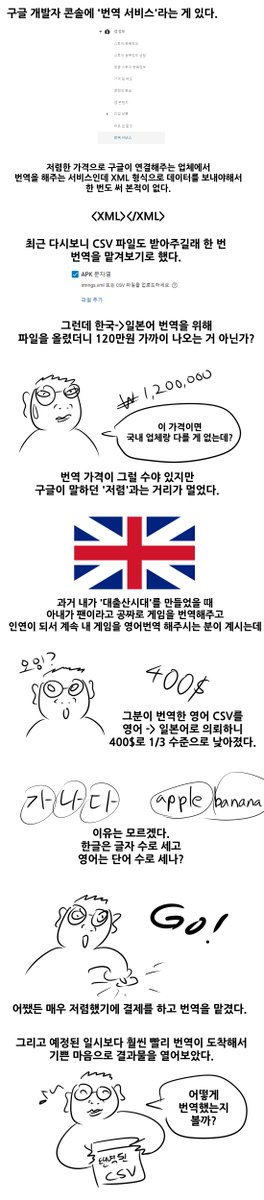 구글 개발자 콘솔에 '번역 서비스'라는 게 있다.
저렴한 가격으로 구글이 연결해주는 업체에서
번역을 해주는 서비스인데 XML 형식으로 데이터를 보내야해서
한 번도 써 본적이 없다.
<XML></XML>
최근 다시보니 CSV 파일도 받아주길래 한 번
번역을 맡겨보기로 했다.
APK 문자열
strings.xml 또는 CSV 파일을 업로드하세요
파일 추가
그런데 한국->일본어 번역을 위해
파일을 올렸더니 120만원 가까이 나오는 거 아닌가?
₩1,200,000
이 가격이면
국내 업체랑 다를 게 없는데?
번역 가격이 그럴 수야 있지만
구글이 말하던 '저렴'과는 거리가 멀었다.
과거 내가 '대출산시대'를 만들었을 때
아내가 팬이라고 공짜로 게임을 번역해주고
인연이 되서 계속 내 게임을 영어번역 해주시는 분이 계시는데
오잉?
400$
그분이 번역한 영어 CSV를
영어 -> 일본어로 의뢰하니
400$로 1/3 수준으로 낮아졌다.
가 나 다 apple banana
이유는 모르겠다.
한글은 글자 수로 세고
영어는 단어 수로 세나?
GO!
어쨌든 매우 저렴했기에 결제를 하고 번역을 맡겼다.
그리고 예정된 일시보다 훨씬 빨리 번역이 도착해서
기쁜 마음으로 결과물을 열어보았다.
어떻게
번역했는지
볼까?
번역된
CSV